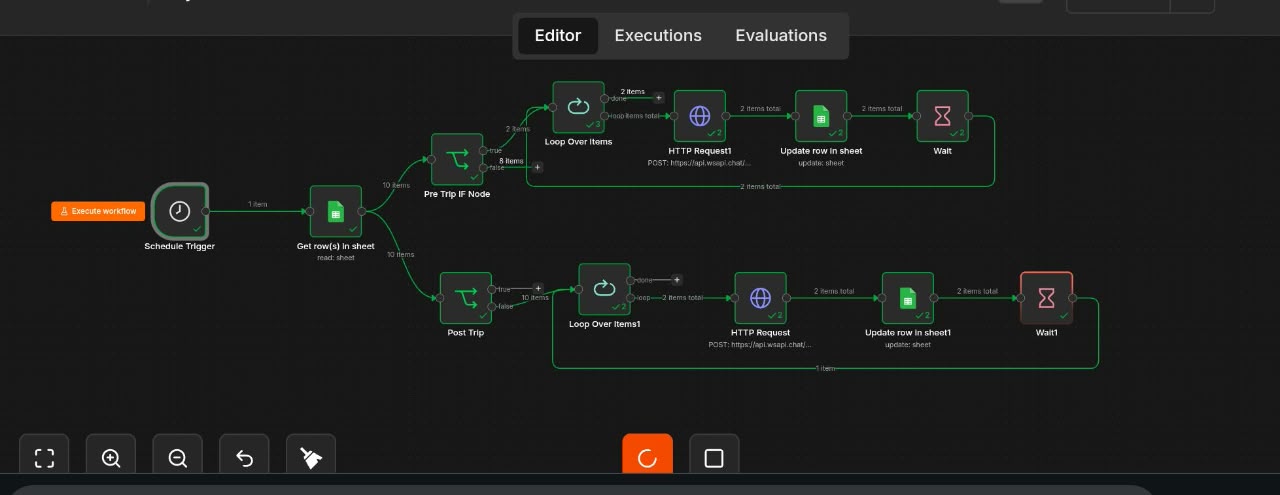 Editor
Executions
Evaluations
2 items
done
loop
items total
2 items total
2 items total
2 items
Loop Over Items
3
2
2
2
HTTP Request1
POST: https://api.wsapi.chat/...
Update row in sheet
update: sheet
Wait
true
8 items
false
10 items
Pre Trip IF Node
2 items total
Execute workflow
1 item
Schedule Trigger
Get row(s) in sheet
read: sheet
10 items
true
false
10 items
Post Trip
done
loop
2 items total
2 items total
2 items total
2
2
2
Loop Over Items1
HTTP Request
POST: https://api.wsapi.chat/...
Update row in sheet1
update: sheet
Wait1
1 item